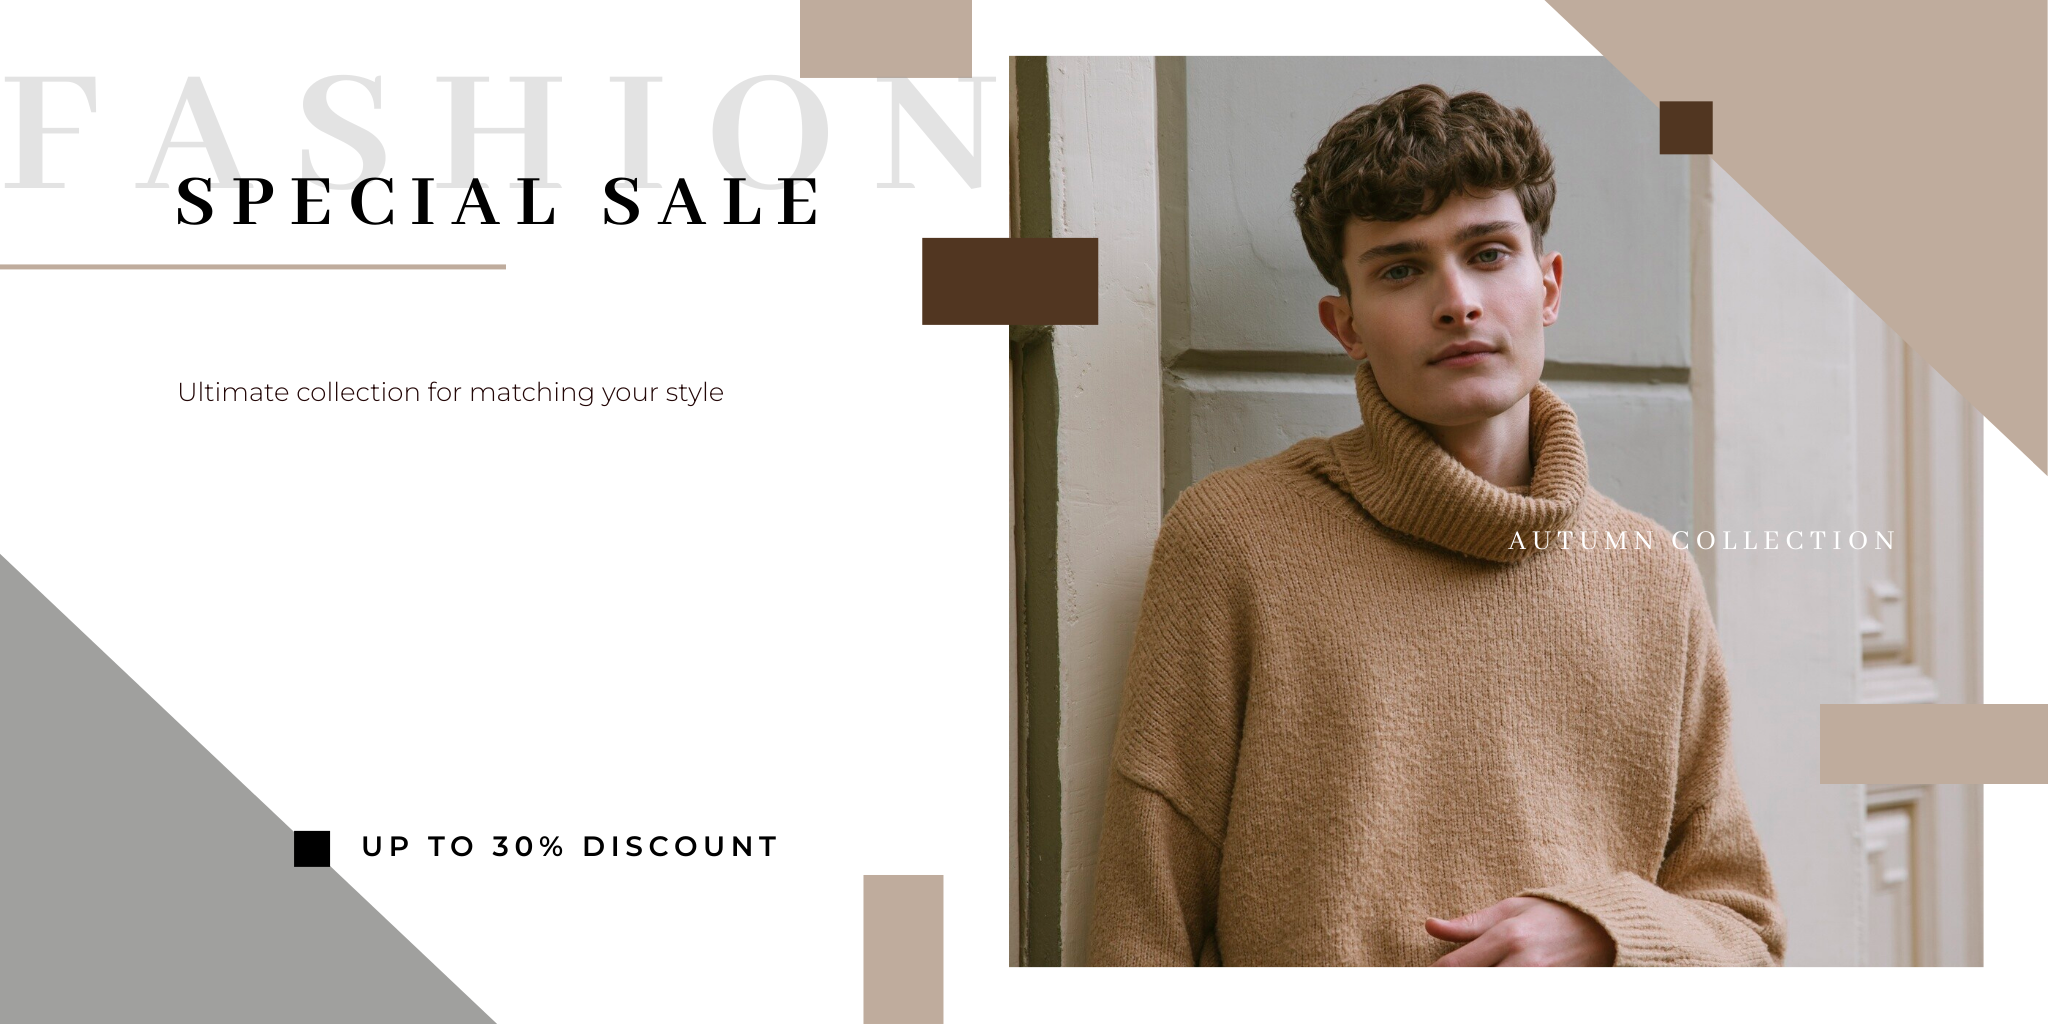 FASHION
SPECIAL SALE
Ultimate collection for matching your style
AUTUMN COLLECTION
UP TO 30% DISCOUNT